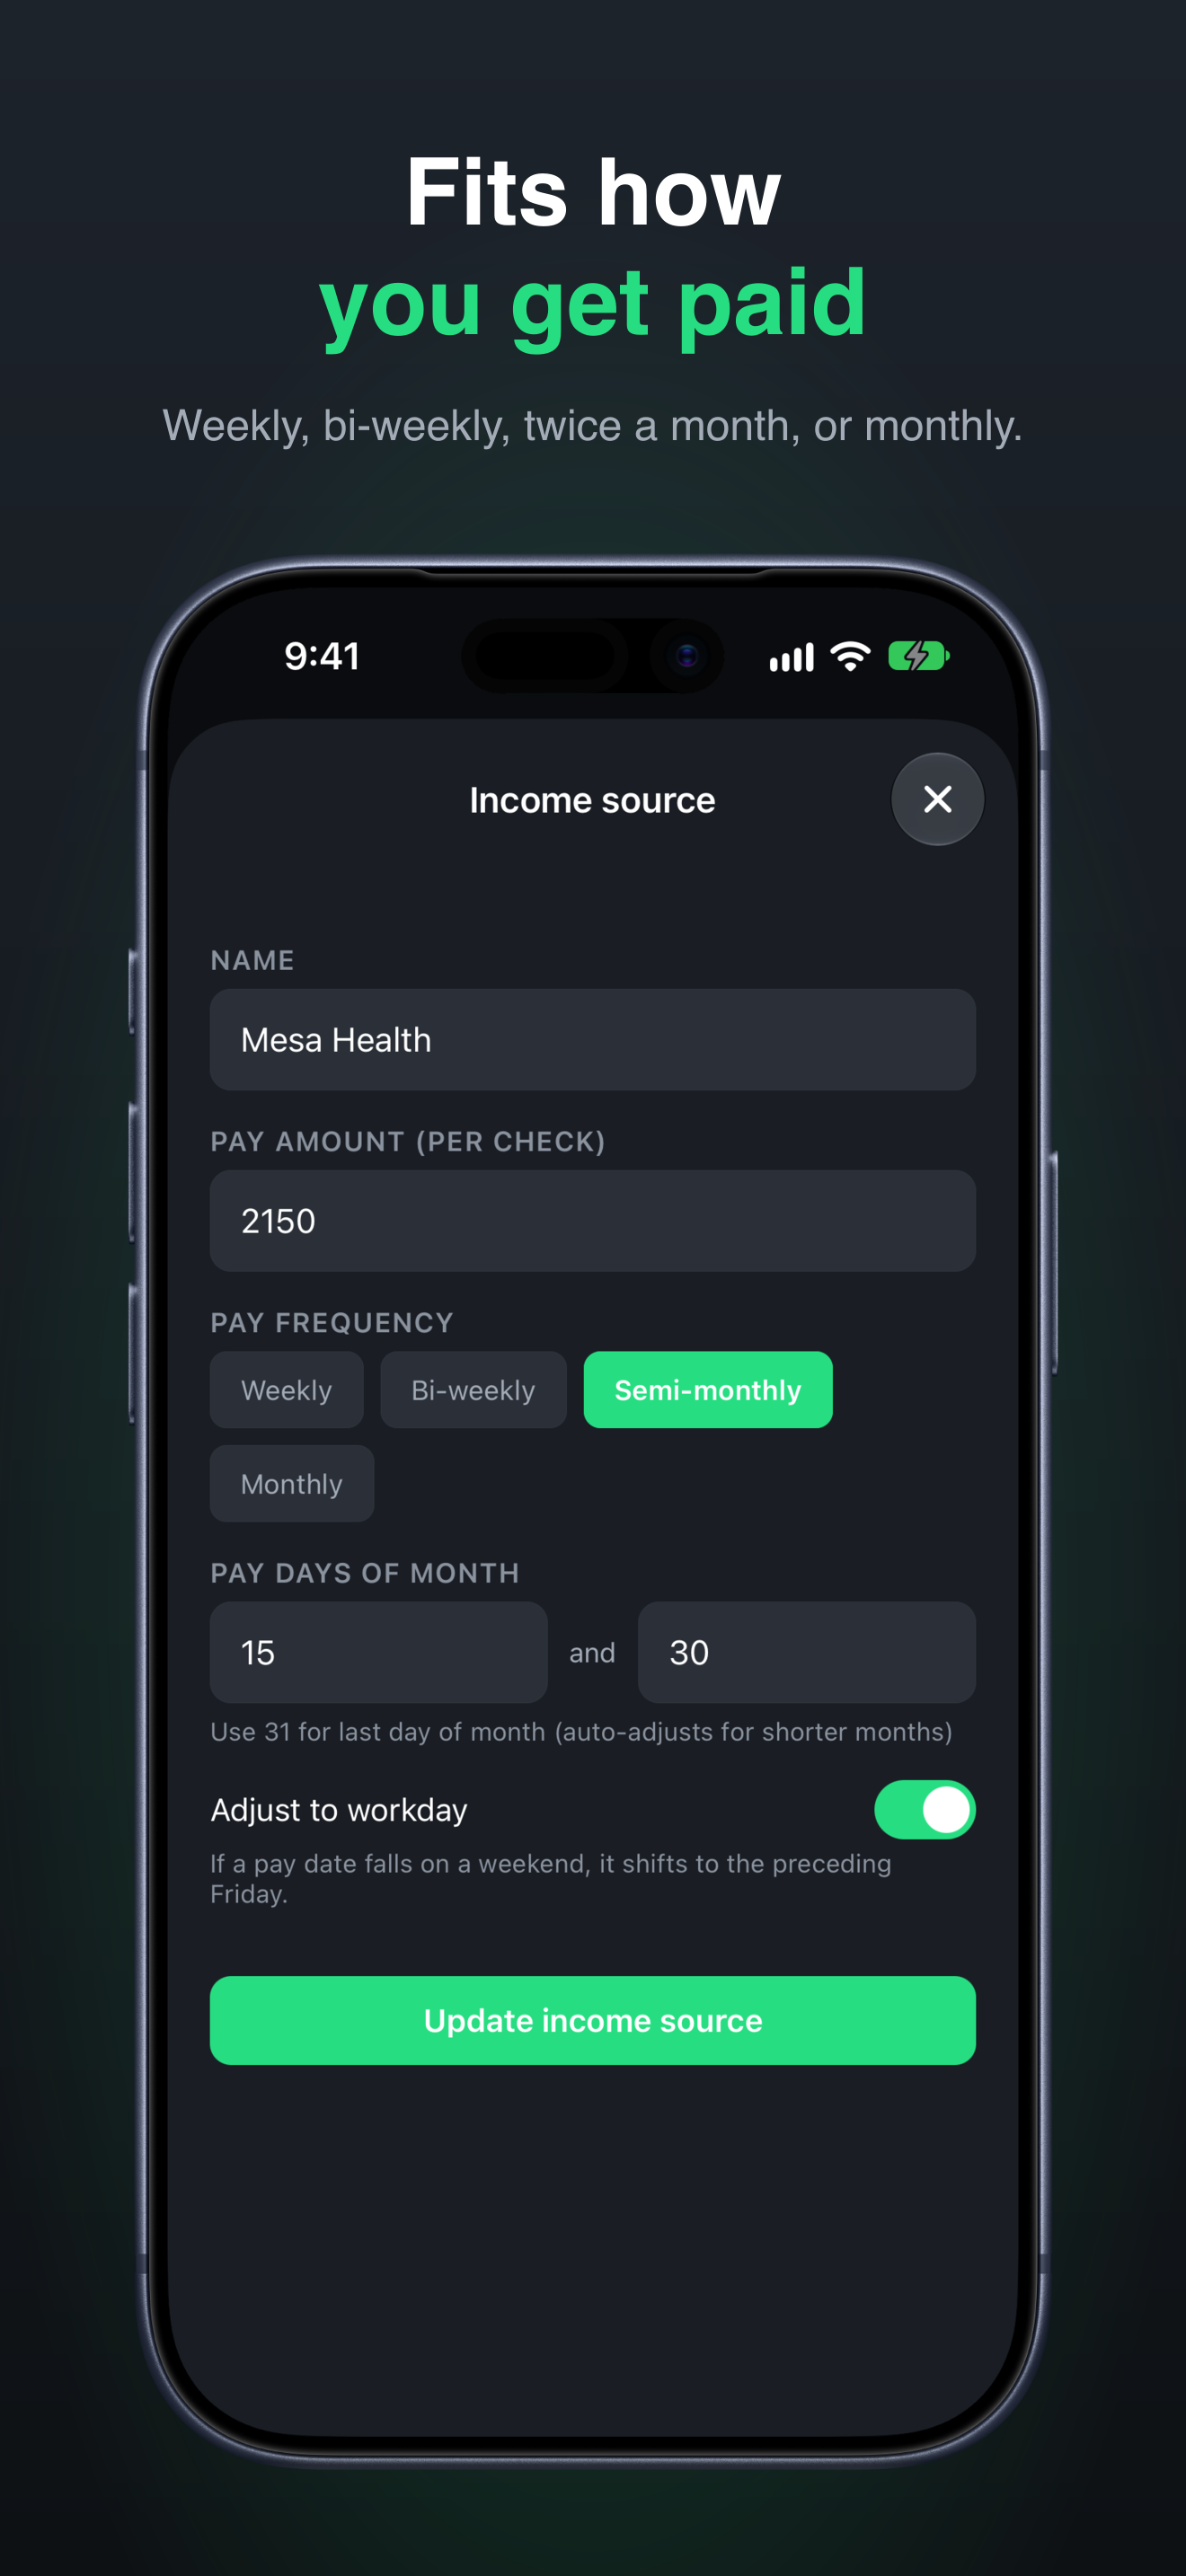 Fits how
you get paid
Weekly, bi-weekly, twice a month, or monthly.
9:41
Income source
NAME
Mesa Health
PAY AMOUNT (PER CHECK)
2150
PAY FREQUENCY
Weekly Bi-weekly Semi-monthly
Monthly
PAY DAYS OF MONTH
15 and 30
Use 31 for last day of month (auto-adjusts for shorter months)
Adjust to workday
If a pay date falls on a weekend, it shifts to the preceding
Friday.
Update income source